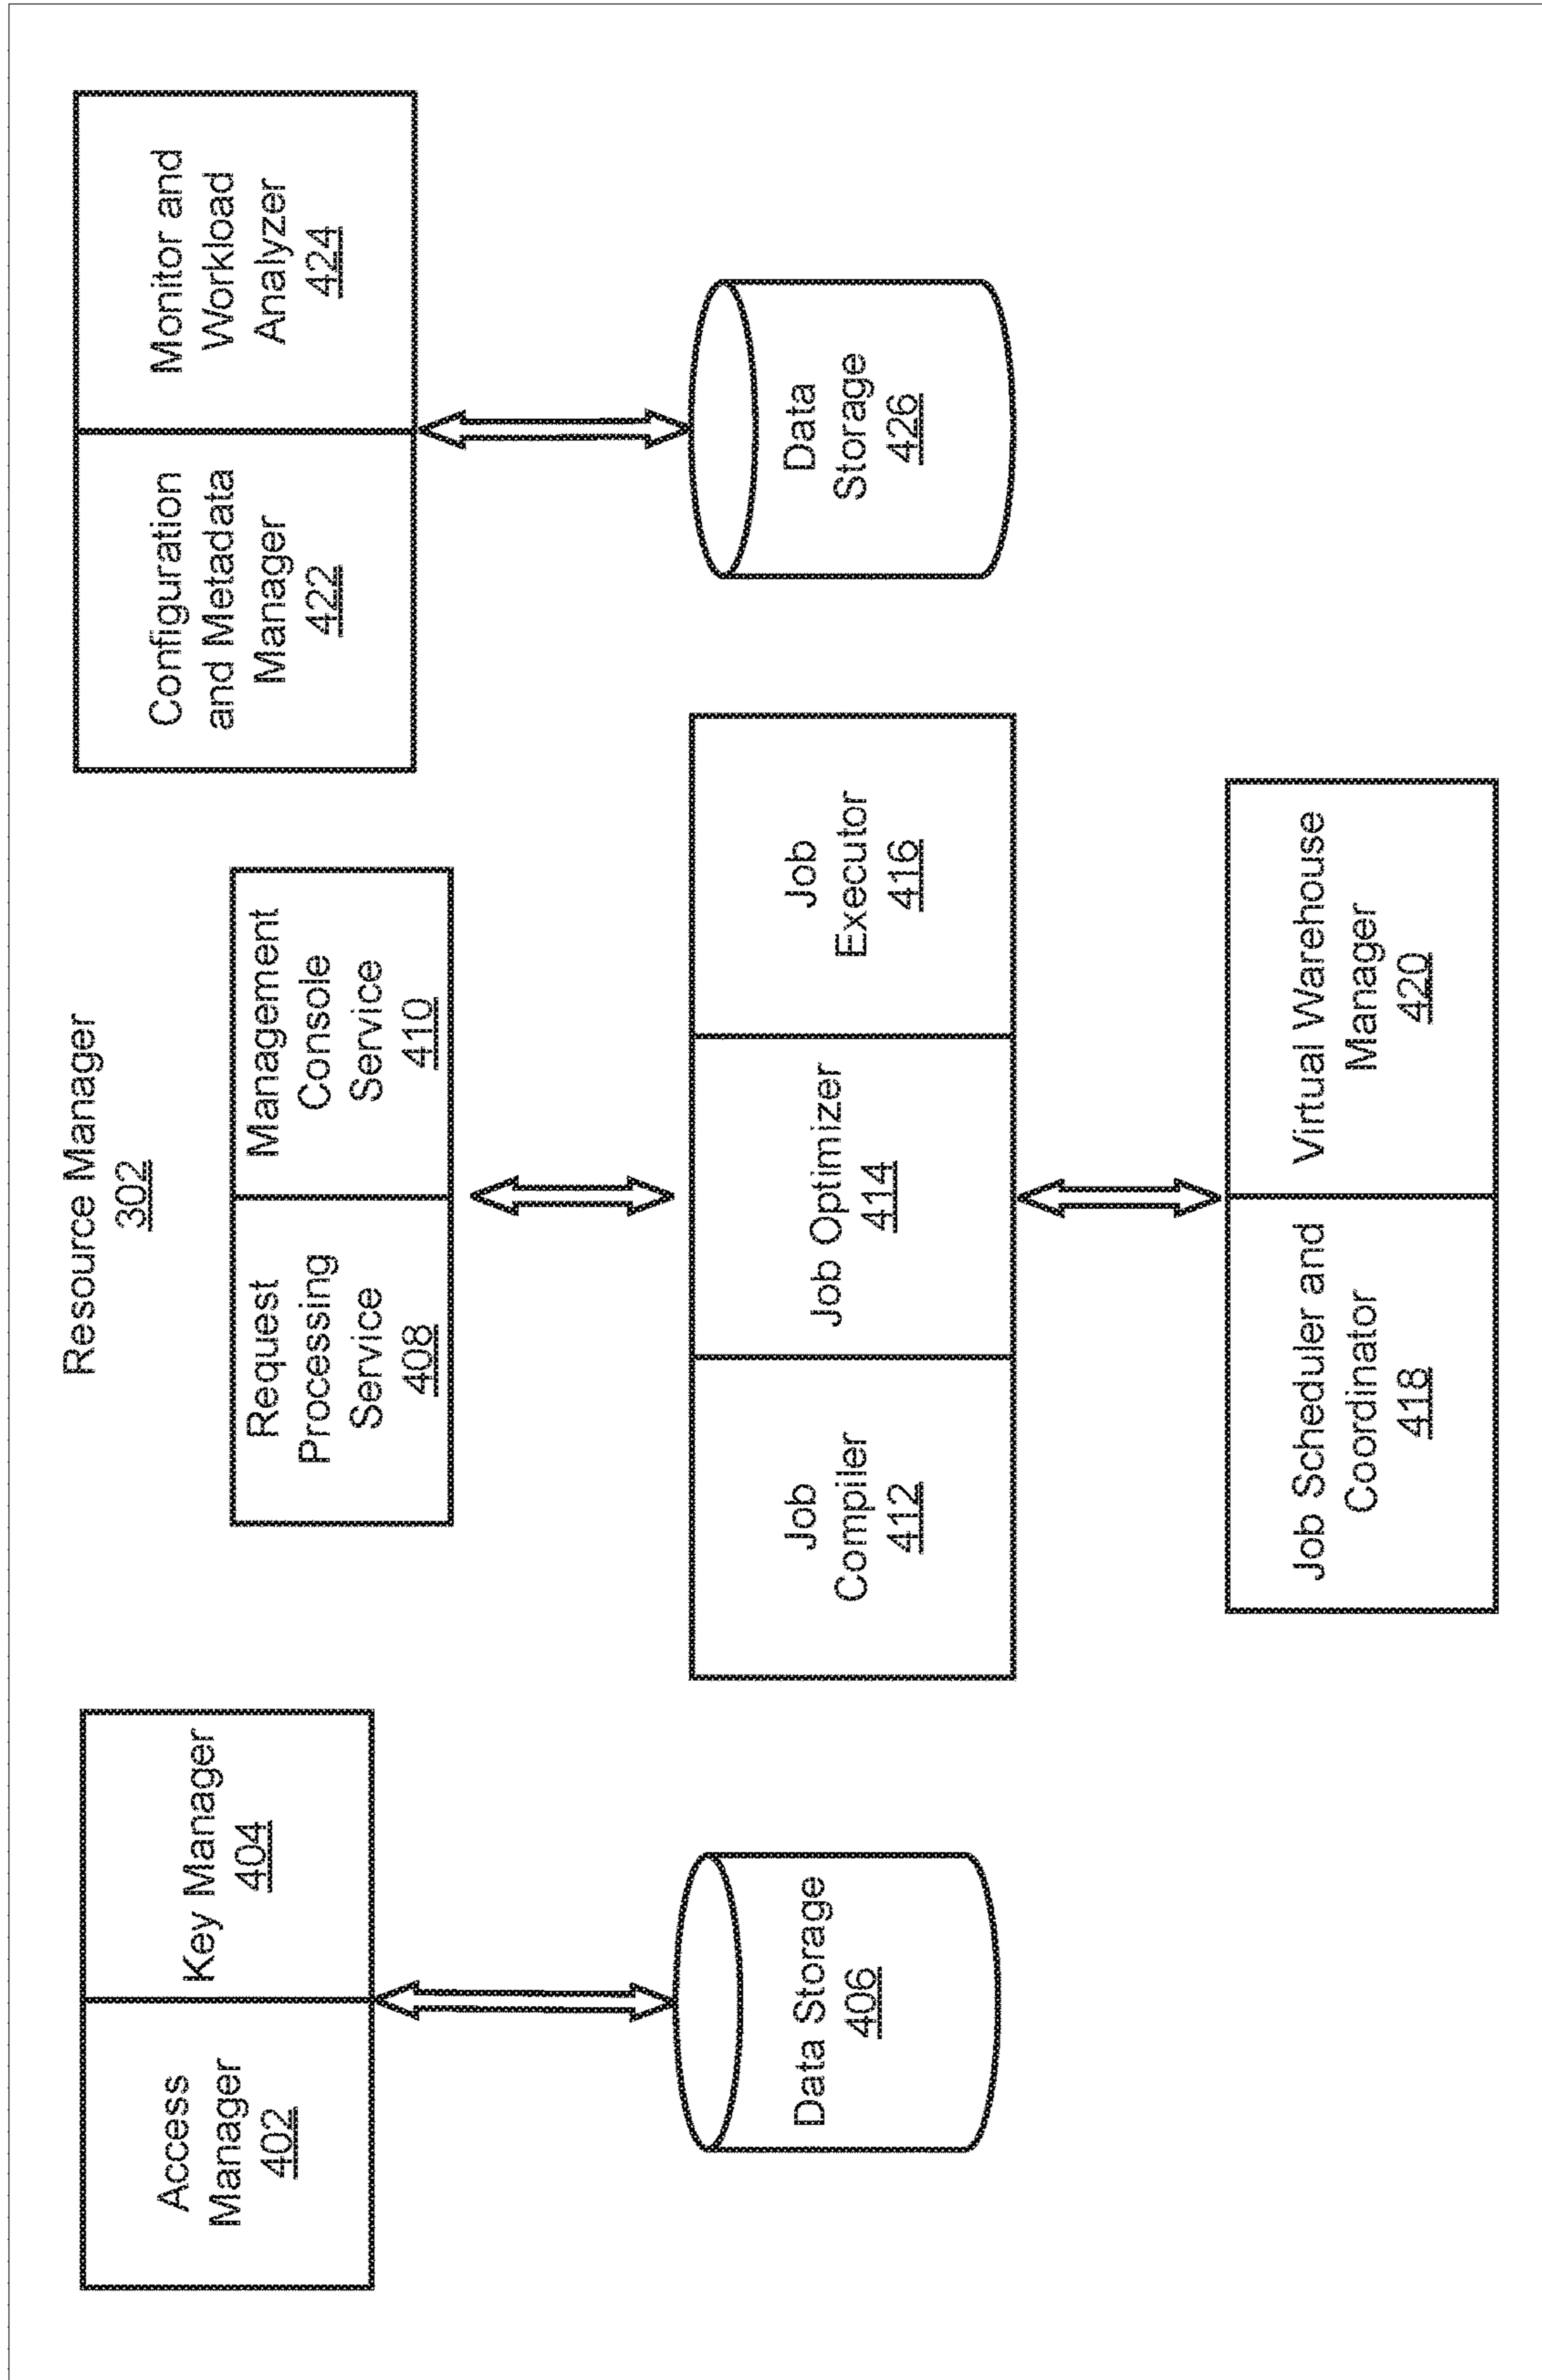 Resource Manager
302
Access
Manager
402
Key Manager
404
Data Storage
406
Request
Processing
Service
408
Management
Console
Service
410
Job
Compiler
412
Job Optimizer
414
Job
Executor
416
Job Scheduler and
Coordinator
418
Virtual Warehouse
Manager
420
Configuration
and Metadata
Manager
422
Monitor and
Workload
Analyzer
424
Data
Storage
426